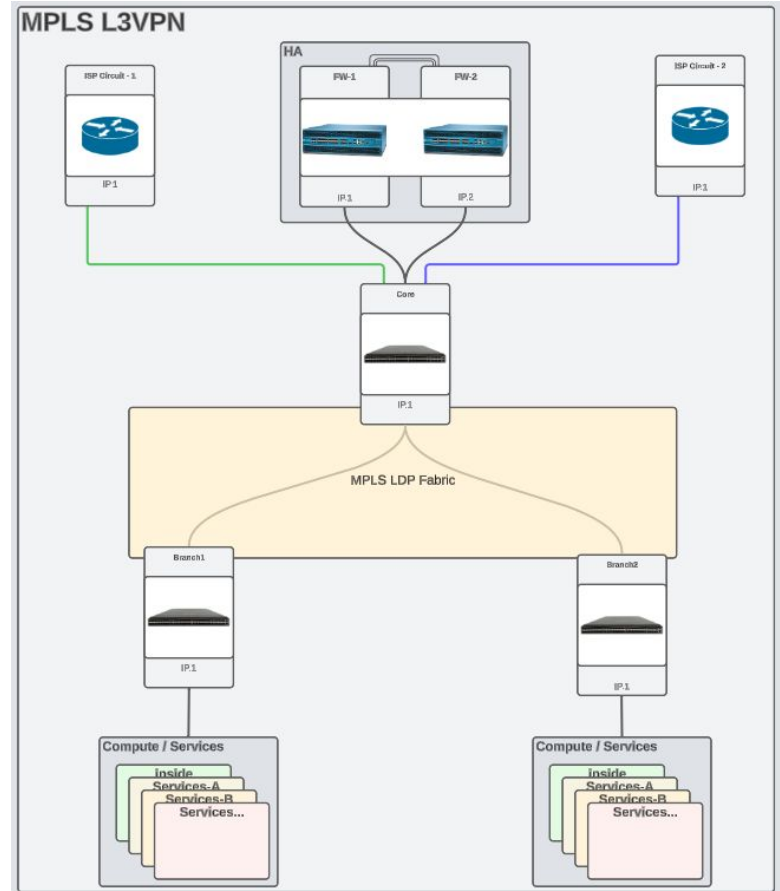 MPLS L3VPN
HA
ISP Circuit - 1
FW-1
FW-2
ISP Circuit - 2
IP.1
IP.1
IP.2
IP.1
Core
IP.1
MPLS LDP Fabric
Branch1
Branch2
IP.1
IP.1
Compute / Services
Compute / Services
inside
Services-A
Services-B
Services...
inside
Services-A
Services-B
Services...